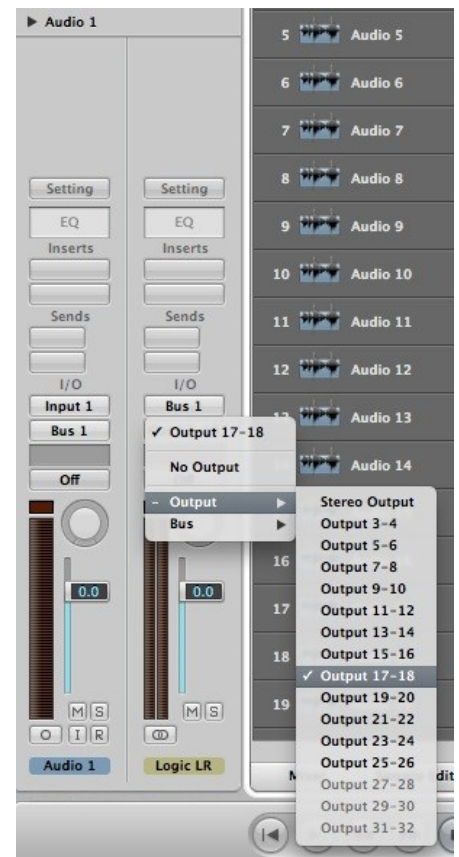 Audio 1
Setting
EQ
Inserts
Sends
I/O
Input 1
Bus 1
Off
0.0
M S
O I R
Audio 1
Setting
EQ
Inserts
Sends
I/O
Bus 1
✓ Output 17-18
No Output
– Output
Bus
0.0
M S
Logic LR
5 Audio 5
6 Audio 6
7 Audio 7
8 Audio 8
9 Audio 9
10 Audio 10
11 Audio 11
12 Audio 12
13 Audio 13
Audio 14
16
17
18
19
Stereo Output
Output 3-4
Output 5-6
Output 7-8
Output 9-10
Output 11-12
Output 13-14
Output 15-16
✓ Output 17-18
Output 19-20
Output 21-22
Output 23-24
Output 25-26
Output 27-28
Output 29-30
Output 31-32